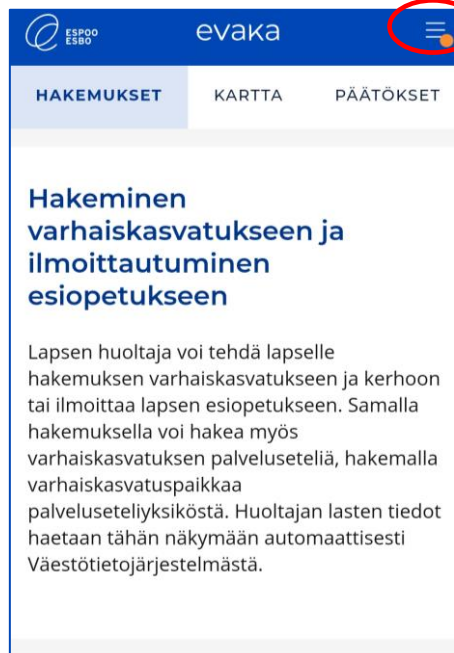 ESPOO
ESBO
evaka
HAKEMUKSET KARTTA PÄÄTÖKSET
Hakeminen
varhaiskasvatukseen ja
ilmoittautuminen
esiopetukseen
Lapsen huoltaja voi tehdä lapselle
hakemuksen varhaiskasvatukseen ja kerhoon
tai ilmoittaa lapsen esiopetukseen. Samalla
hakemuksella voi hakea myös
varhaiskasvatuksen palveluseteliä, hakemalla
varhaiskasvatuspaikkaa
palveluseteliyksiköstä. Huoltajan lasten tiedot
haetaan tähän näkymään automaattisesti
Väestötietojärjestelmästä.